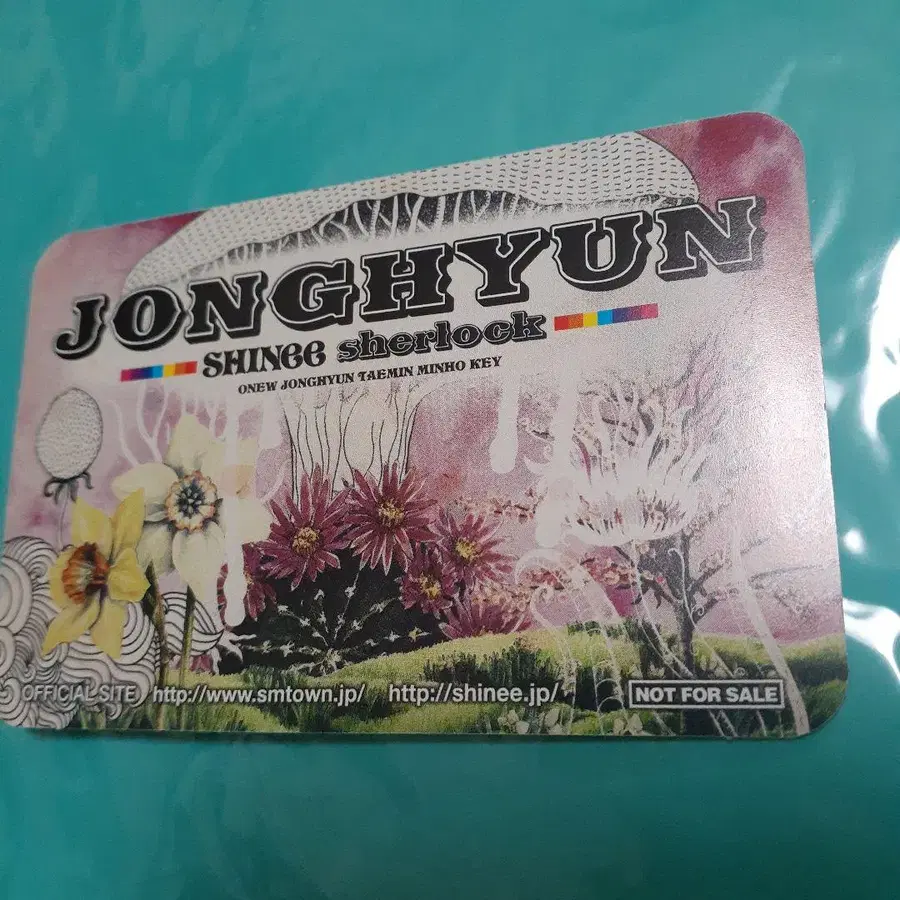 JONGHYUN
SHINee sherlock
ONEW JONGHYUN TAEMIN MINHO KEY
OFFICIAL SITE http://www.smtown.jp/ http://shinee.jp/
NOT FOR SALE